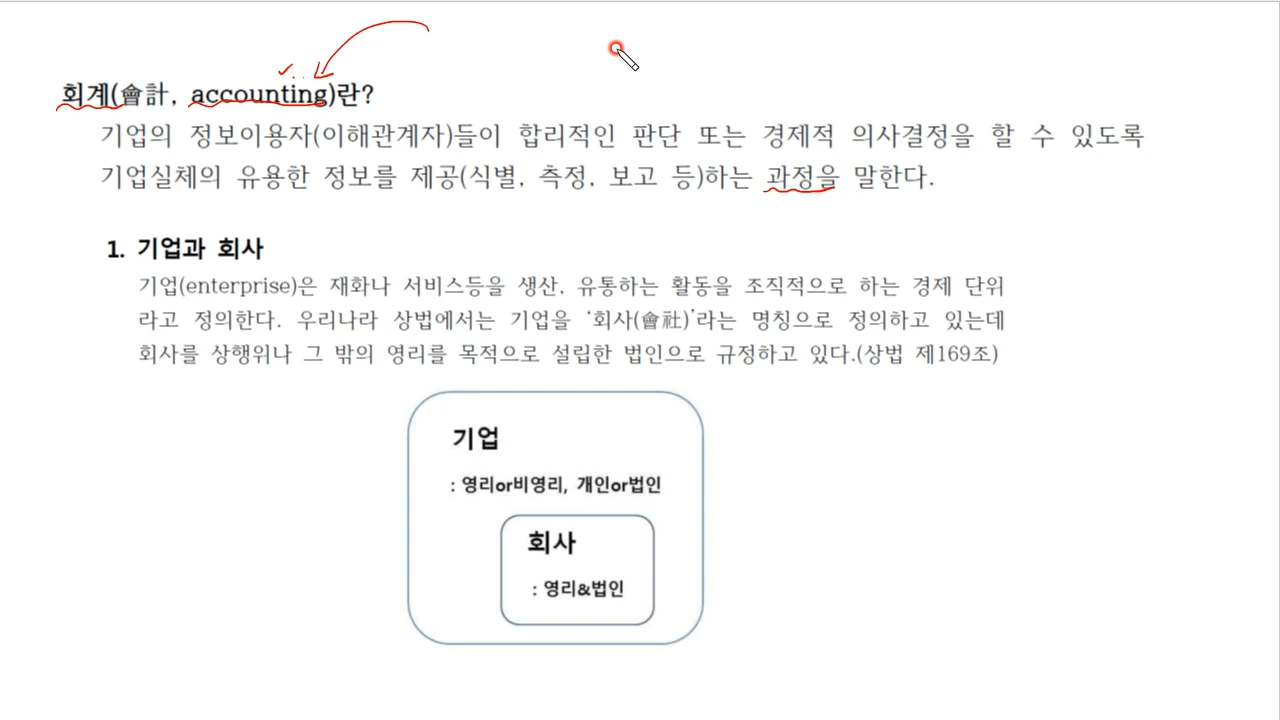 회계(會計, accounting)란?
기업의 정보이용자(이해관계자)들이 합리적인 판단 또는 경제적 의사결정을 할 수 있도록
기업실체의 유용한 정보를 제공(식별, 측정, 보고 등)하는 과정을 말한다.
1. 기업과 회사
기업(enterprise)은 재화나 서비스등을 생산, 유통하는 활동을 조직적으로 하는 경제 단위
라고 정의한다. 우리나라 상법에서는 기업을 ‘회사(會社)’라는 명칭으로 정의하고 있는데
회사를 상행위나 그 밖의 영리를 목적으로 설립한 법인으로 규정하고 있다.(상법 제169조)
기업
: 영리or비영리, 개인or법인
회사
: 영리&법인